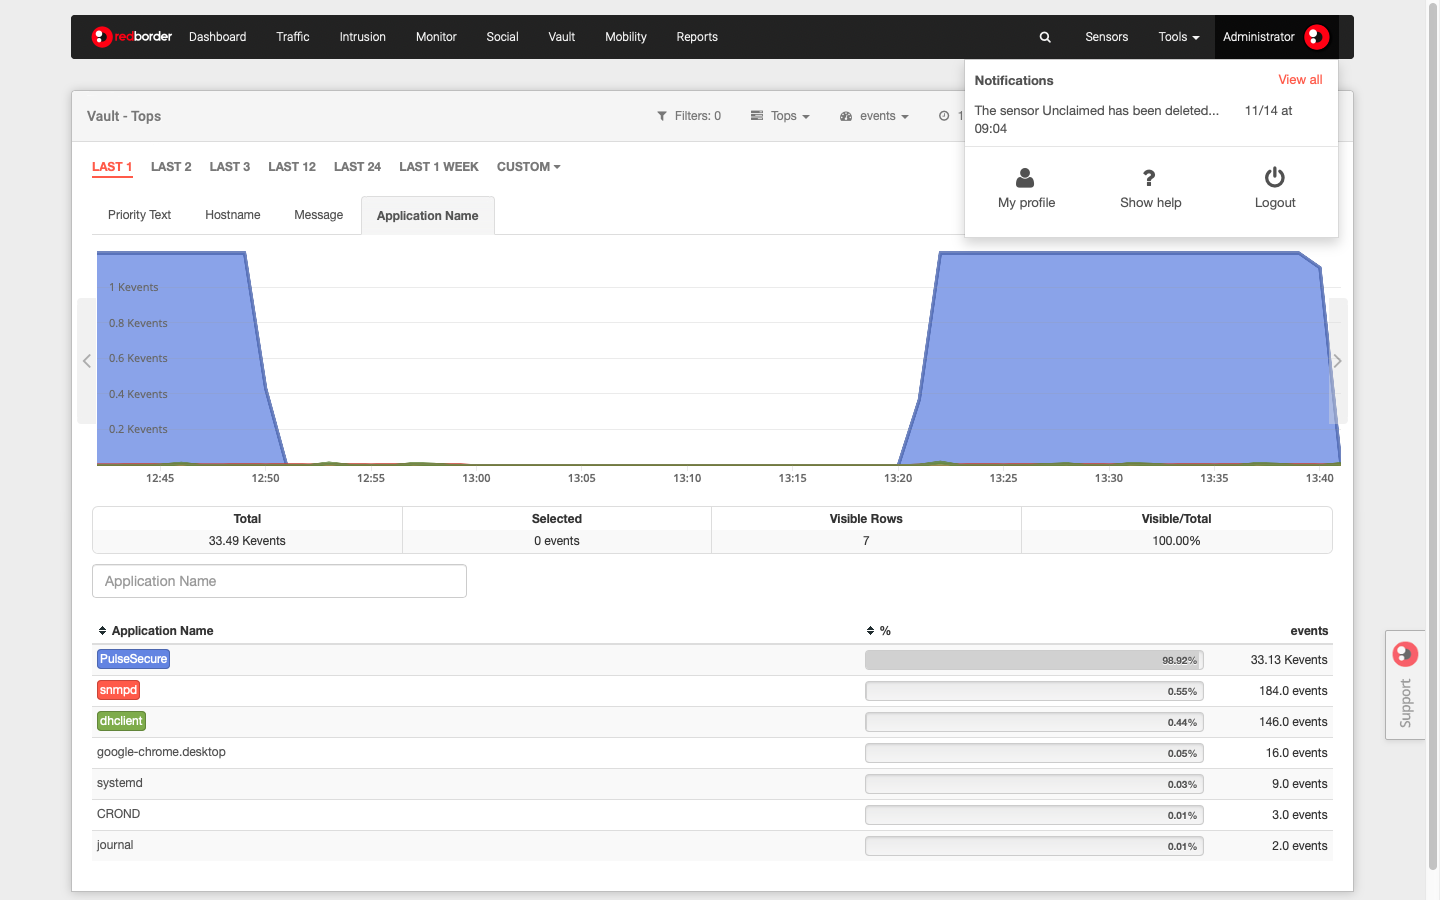 redborder Dashboard Traffic Intrusion Monitor Social Vault Mobility Reports Sensors Tools Administrator
Notifications View all
The sensor Unclaimed has been deleted... 11/14 at
09:04
My profile Show help Logout
Vault - Tops Filters: 0 Tops events 1
LAST 1 LAST 2 LAST 3 LAST 12 LAST 24 LAST 1 WEEK CUSTOM
Priority Text Hostname Message Application Name
1 Kevents
0.8 Kevents
0.6 Kevents
0.4 Kevents
0.2 Kevents
12:45 12:50 12:55 13:00 13:05 13:10 13:15 13:20 13:25 13:30 13:35 13:40
Total Selected Visible Rows Visible/Total
33.49 Kevents 0 events 7 100.00%
Application Name
Application Name % events
PulseSecure 98.92% 33.13 Kevents
snmpd 0.55% 184.0 events
dhclient 0.44% 146.0 events
google-chrome.desktop 0.05% 16.0 events
systemd 0.03% 9.0 events
CROND 0.01% 3.0 events
journal 0.01% 2.0 events
Support